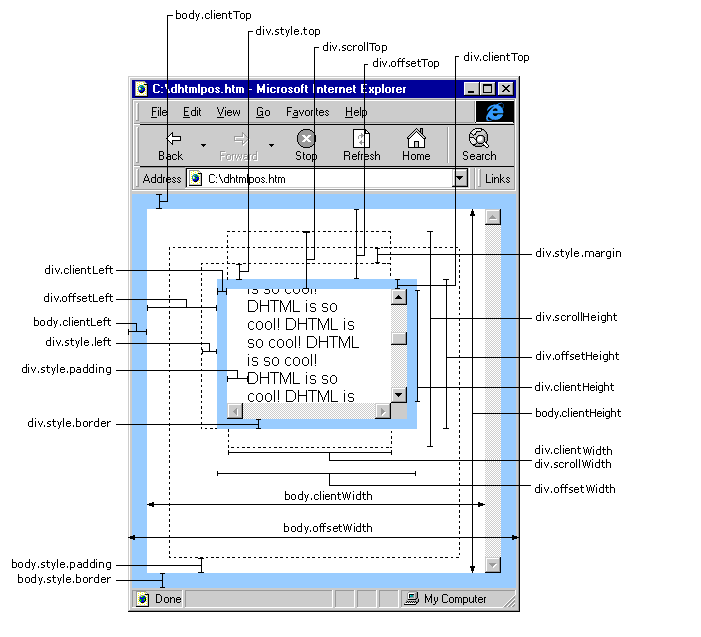 body.clientTop
div.style.top
div.scrollTop
div.offsetTop
div.clientTop
C:\dhtmlpos.htm - Microsoft Internet Explorer
File Edit View Go Favorites Help
Back Forward Stop Refresh Home Search
Address C:\dhtmlpos.htm Links
div.style.margin
div.clientLeft
div.offsetLeft
body.clientLeft
div.style.left
div.style.padding
div.style.border
is so cool!
DHTML is so
cool! DHTML is
so cool! DHTML
is so cool!
DHTML is so
cool! DHTML is
div.scrollHeight
div.offsetHeight
div.clientHeight
body.clientHeight
div.clientWidth
div.scrollWidth
div.offsetWidth
body.clientWidth
body.offsetWidth
body.style.padding
body.style.border
Done My Computer